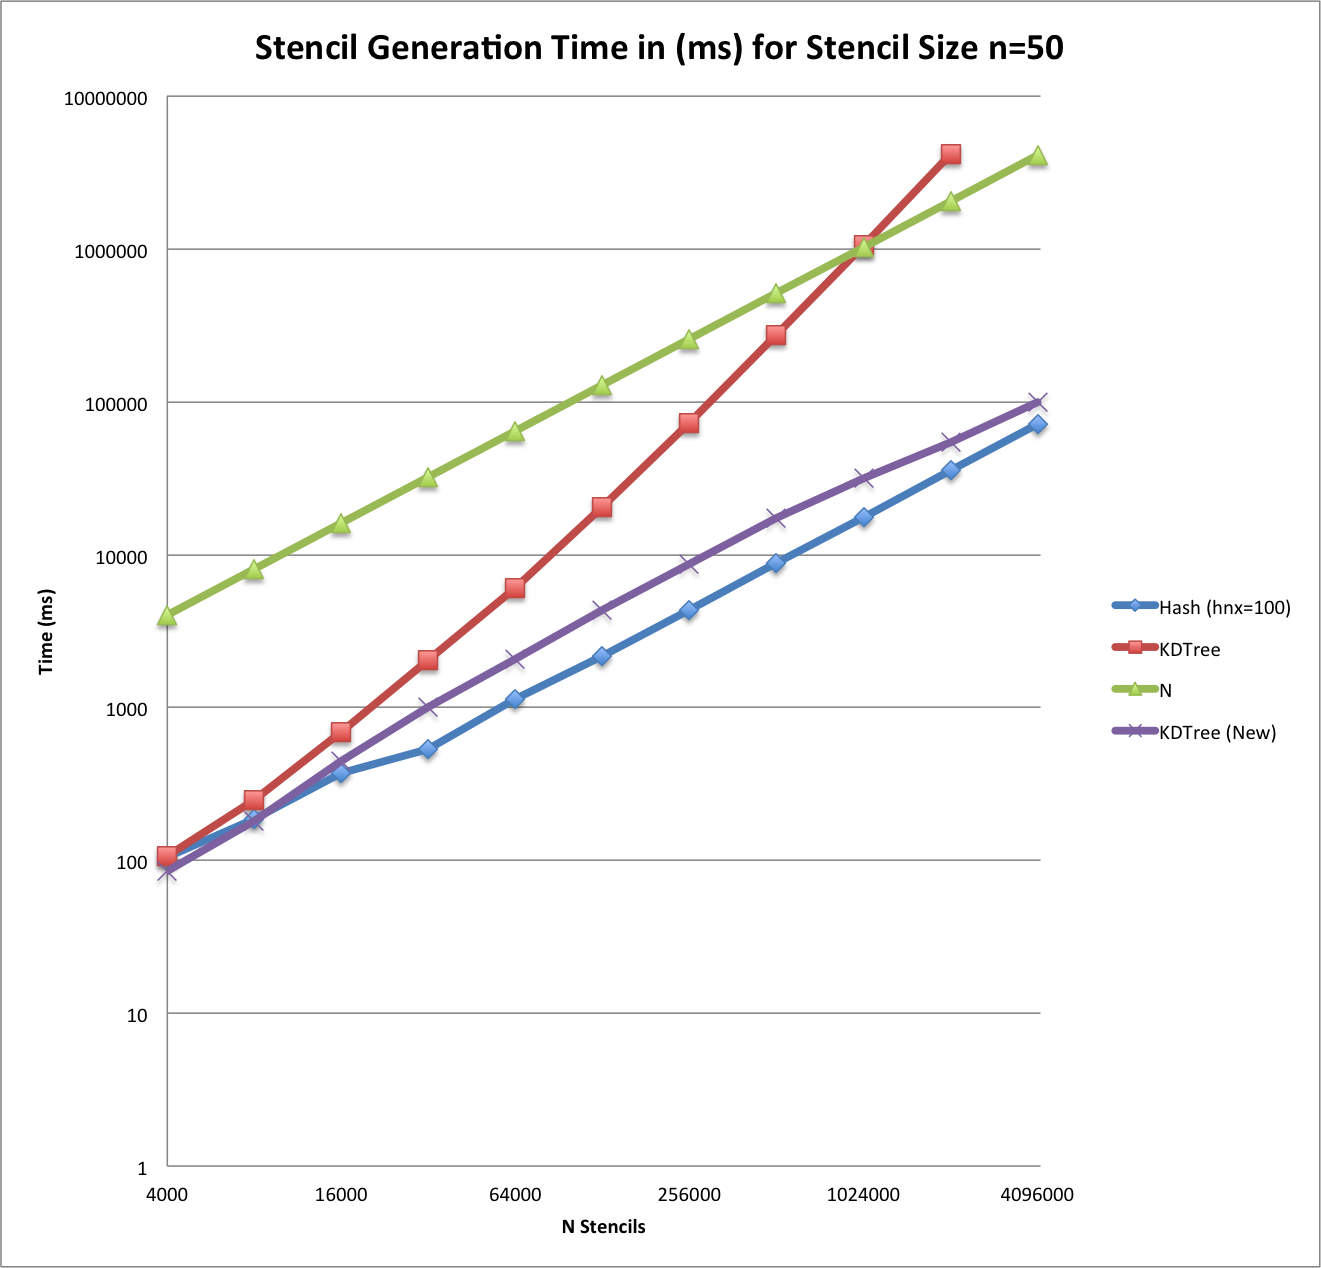 Stencil Generation Time in (ms) for Stencil Size n=50
10000000
1000000
100000
10000
1000
100
10
1
Time (ms)
4000 16000 64000 256000 1024000 4096000
N Stencils
Hash (hnx=100)
KDTree
N
KDTree (New)